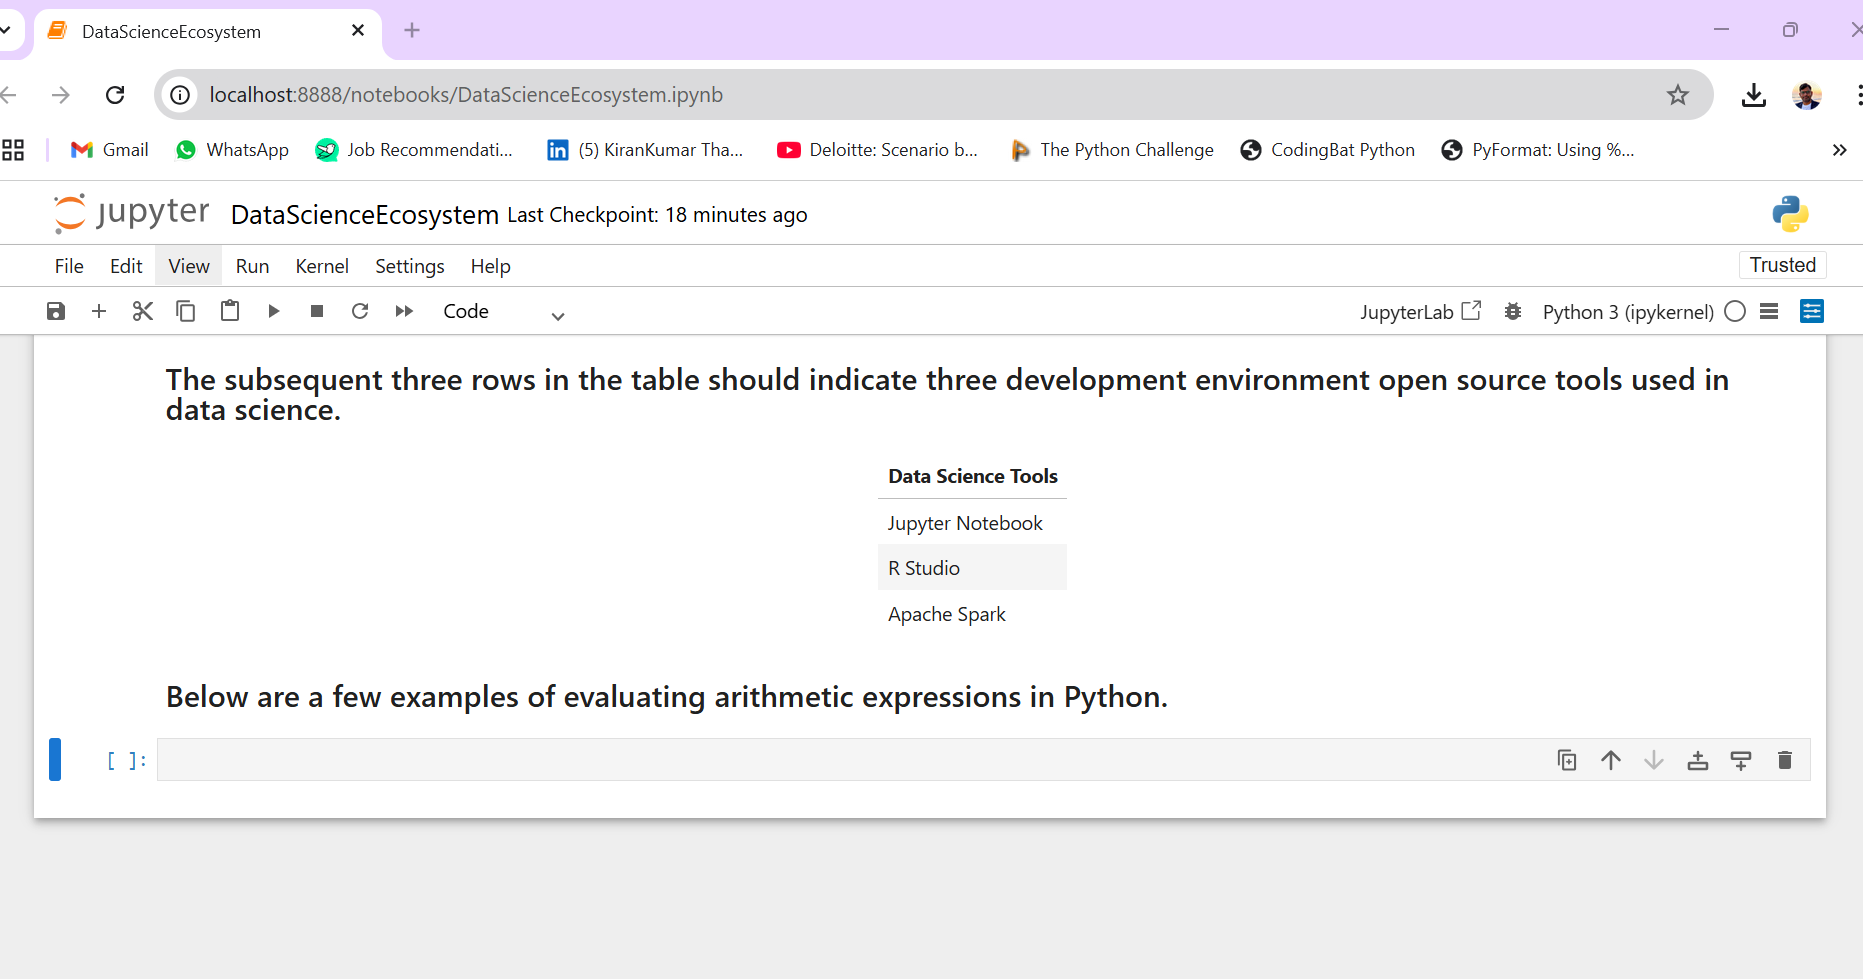 DataScienceEcosystem
localhost:8888/notebooks/DataScienceEcosystem.ipynb
Gmail WhatsApp Job Recommendati... (5) KiranKumar Tha... Deloitte: Scenario b... The Python Challenge CodingBat Python PyFormat: Using %...
jupyter DataScienceEcosystem Last Checkpoint: 18 minutes ago
File Edit View Run Kernel Settings Help Trusted
Code JupyterLab Python 3 (ipykernel)
The subsequent three rows in the table should indicate three development environment open source tools used in
data science.
Data Science Tools
Jupyter Notebook
R Studio
Apache Spark
Below are a few examples of evaluating arithmetic expressions in Python.
[ ]: